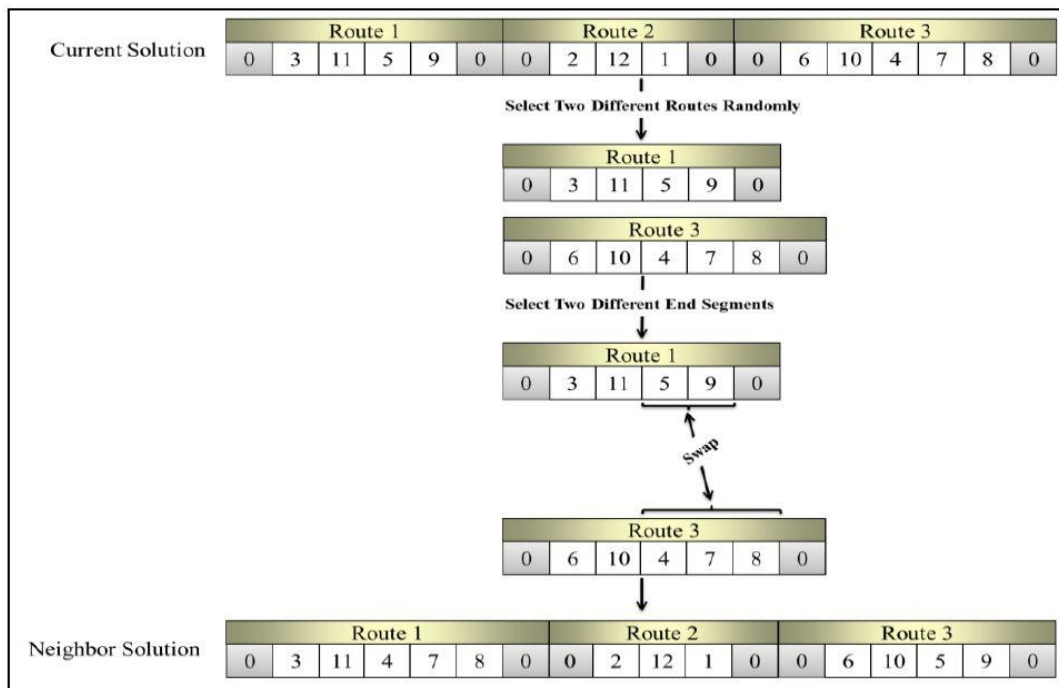 Route 1 Route 2 Route 3
Current Solution 0 3 11 5 9 0 0 2 12 1 0 0 6 10 4 7 8 0
Select Two Different Routes Randomly
Route 1
0 3 11 5 9 0
Route 3
0 6 10 4 7 8 0
Select Two Different End Segments
Route 1
0 3 11 5 9 0
Swap
Route 3
0 6 10 4 7 8 0
Route 1 Route 2 Route 3
Neighbor Solution 0 3 11 4 7 8 0 0 2 12 1 0 0 6 10 5 9 0